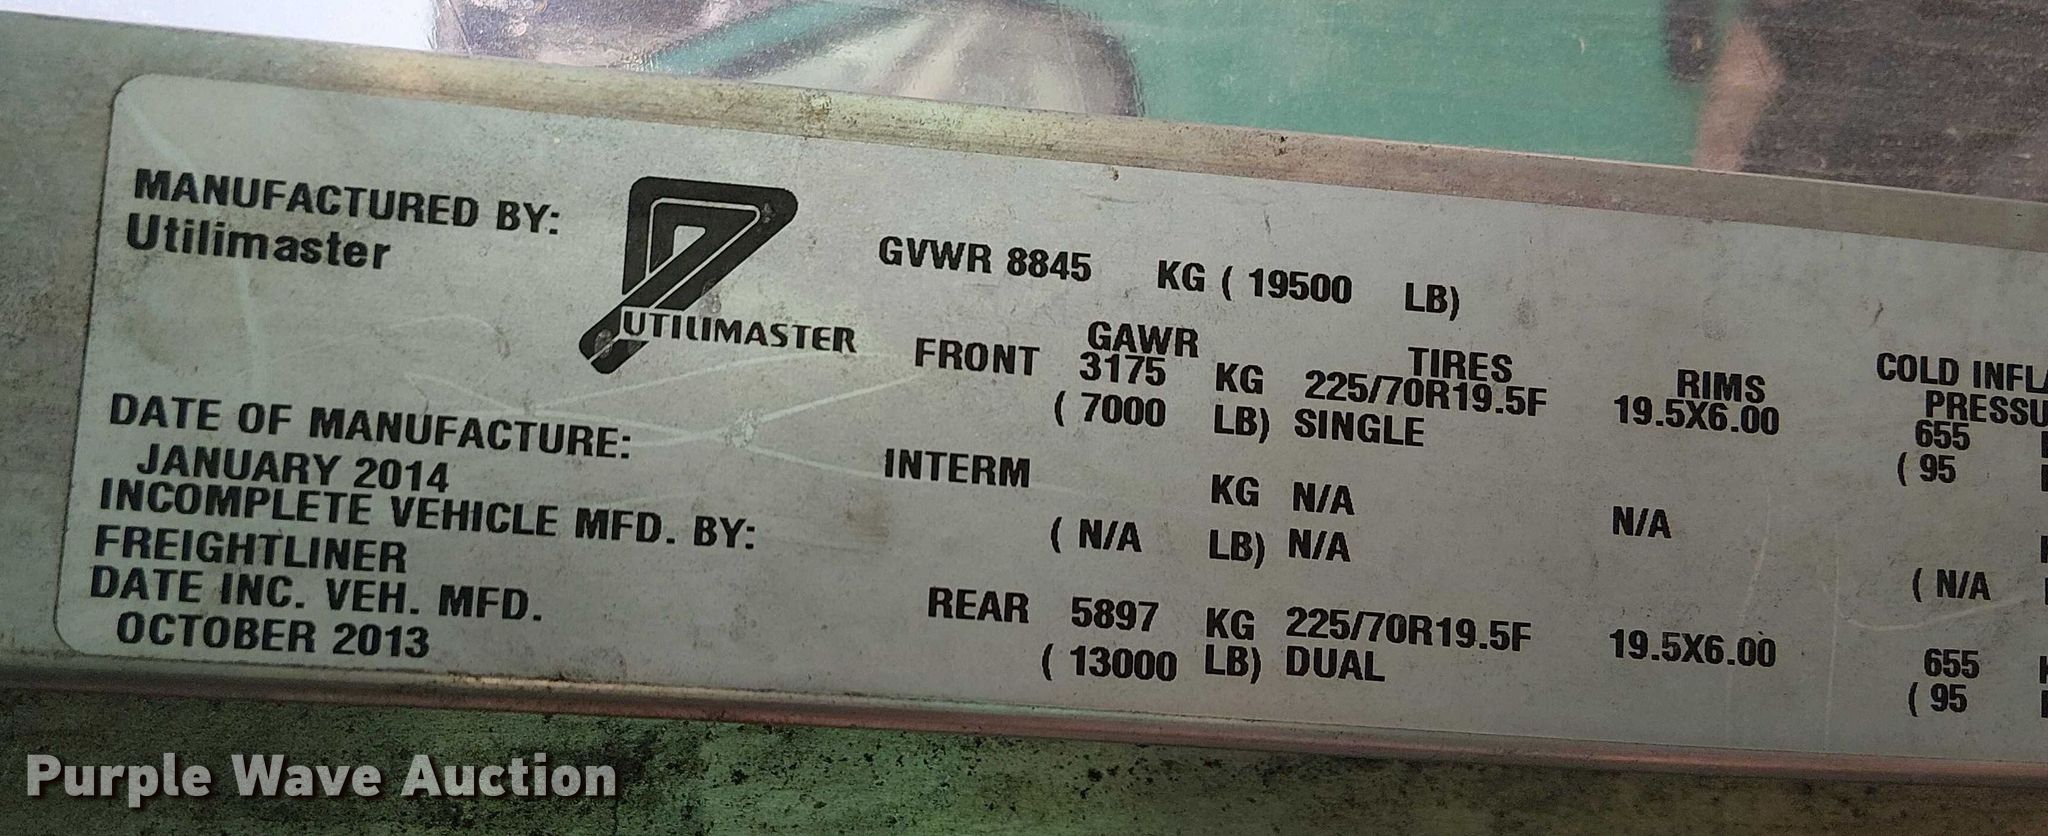 MANUFACTURED BY:
Utilimaster
UTILIMASTER
DATE OF MANUFACTURE:
JANUARY 2014
INCOMPLETE VEHICLE MFD. BY:
FREIGHTLINER
DATE INC. VEH. MFD.
OCTOBER 2013
GVWR 8845 KG ( 19500 LB)
GAWR TIRES RIMS COLD INFLA
PRESSU
FRONT 3175 KG 225/70R19.5F 19.5X6.00 655
( 7000 LB) SINGLE ( 95
INTERM KG N/A N/A
( N/A LB) N/A ( N/A
REAR 5897 KG 225/70R19.5F 19.5X6.00 655
( 13000 LB) DUAL ( 95
Purple Wave Auction